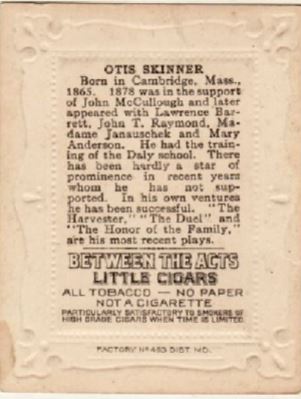 OTIS SKINNER
Born in Cambridge, Mass.,
1865. 1878 was in the support
of John McCullough and later
appeared with Lawrence Bar-
rett, John T. Raymond, Ma-
dame Janauschek and Mary
Anderson. He had the train-
ing of the Daly school. There
has been hardly a star of
prominence in recent years
whom he has not sup-
ported. In his own ventures
he has been successful. "The
Harvester," "The Duel" and
"The Honor of the Family,"
are his most recent plays.
BETWEEN THE ACTS
LITTLE CIGARS
ALL TOBACCO — NO PAPER
NOT A CIGARETTE
PARTICULARLY SATISFACTORY TO SMOKERS OF
HIGH GRADE CIGARS WHEN TIME IS LIMITED.
FACTORY Nº 463 DIST. MD.